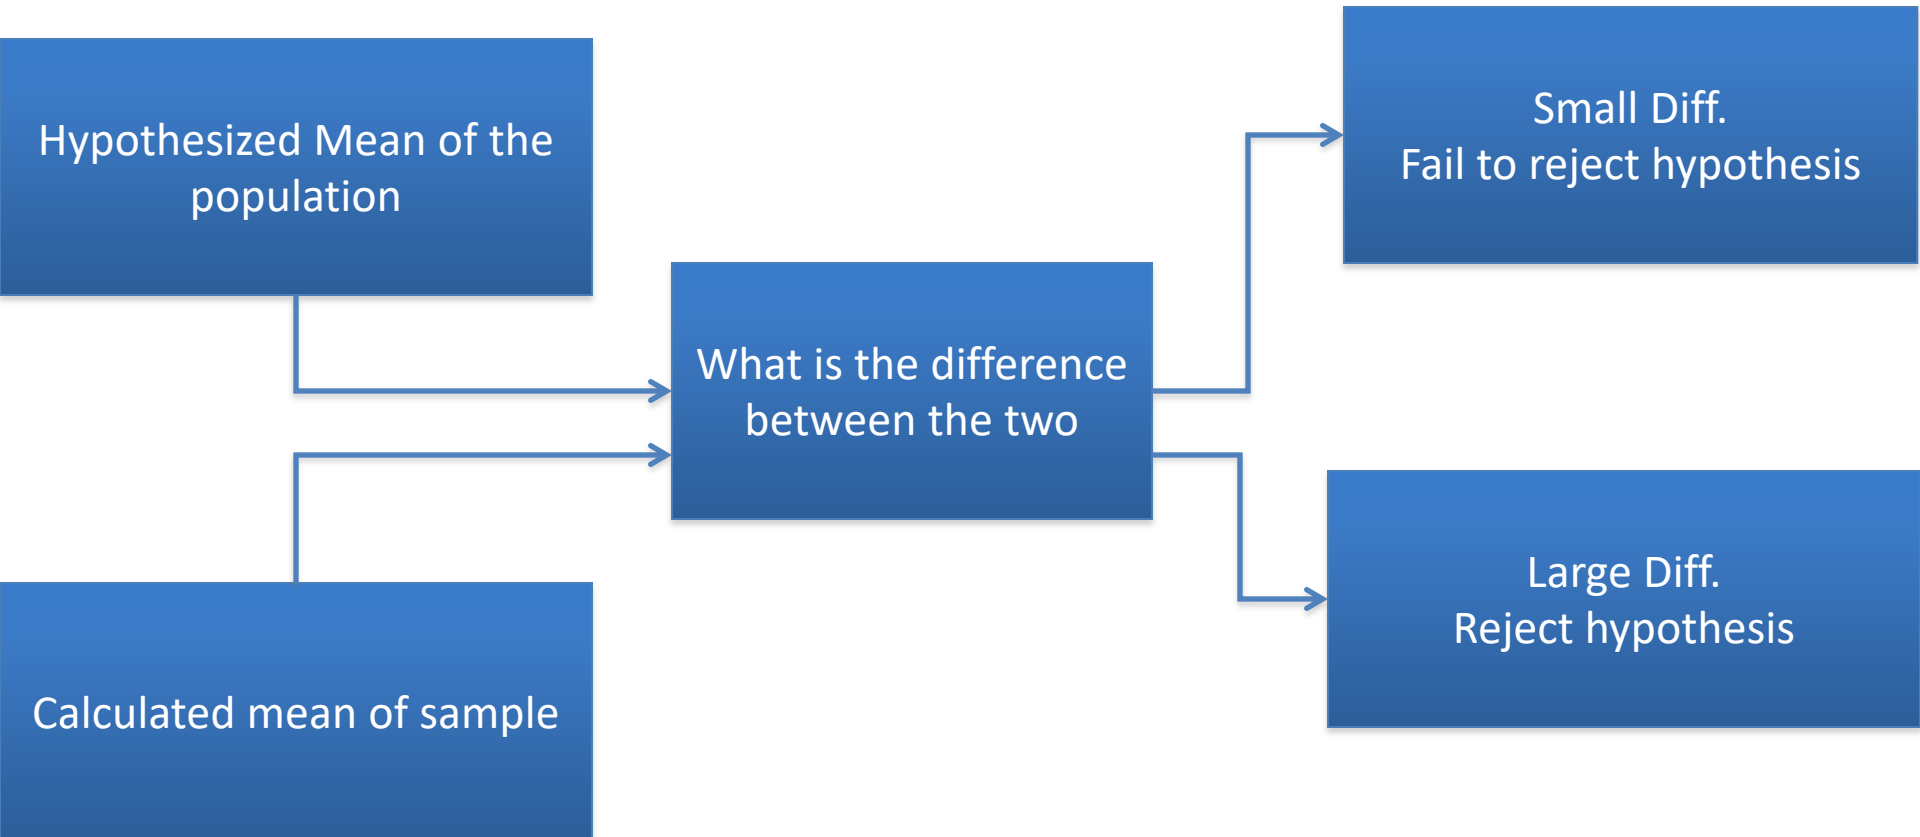 Hypothesized Mean of the
population
Calculated mean of sample
What is the difference
between the two
Small Diff.
Fail to reject hypothesis
Large Diff.
Reject hypothesis